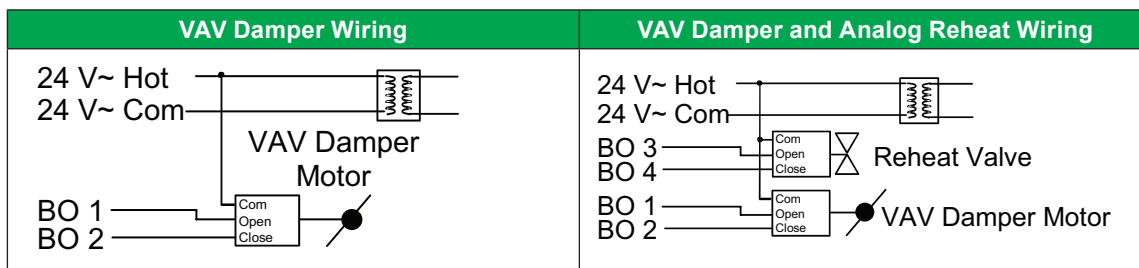 VAV Damper Wiring
24 V~ Hot
24 V~ Com
VAV Damper
Motor
BO 1
BO 2
Com
Open
Close
VAV Damper and Analog Reheat Wiring
24 V~ Hot
24 V~ Com
BO 3
BO 4
Com
Open
Close
Reheat Valve
BO 1
BO 2
Com
Open
Close
VAV Damper Motor